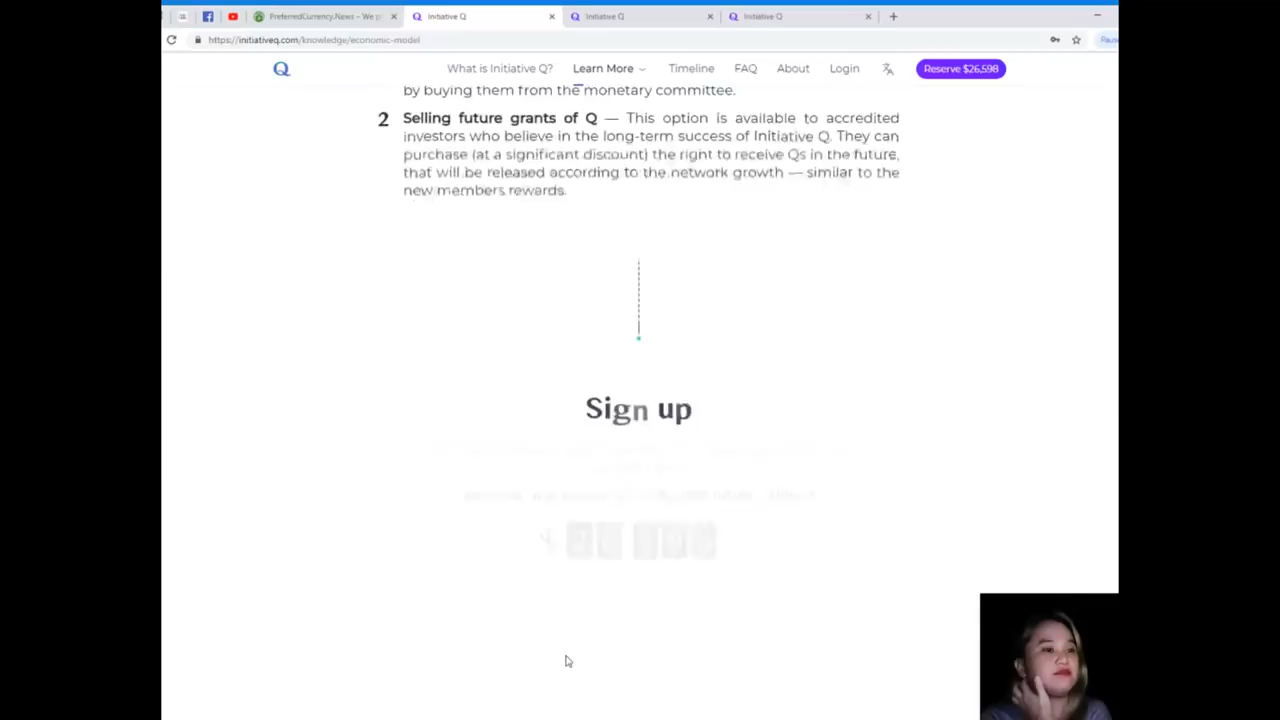 PreferredCurrency.News – We pr
Initiative Q
Initiative Q
Initiative Q
https://initiativeq.com/knowledge/economic-model
Paus
Q
What is Initiative Q?
Learn More
Timeline
FAQ
About
Login
Reserve $26,598
by buying them from the monetary committee.
2 Selling future grants of Q — This option is available to accredited
investors who believe in the long-term success of Initiative Q. They can
purchase (at a significant discount) the right to receive Qs in the future,
that will be released according to the network growth — similar to the
new members rewards.
Sign up